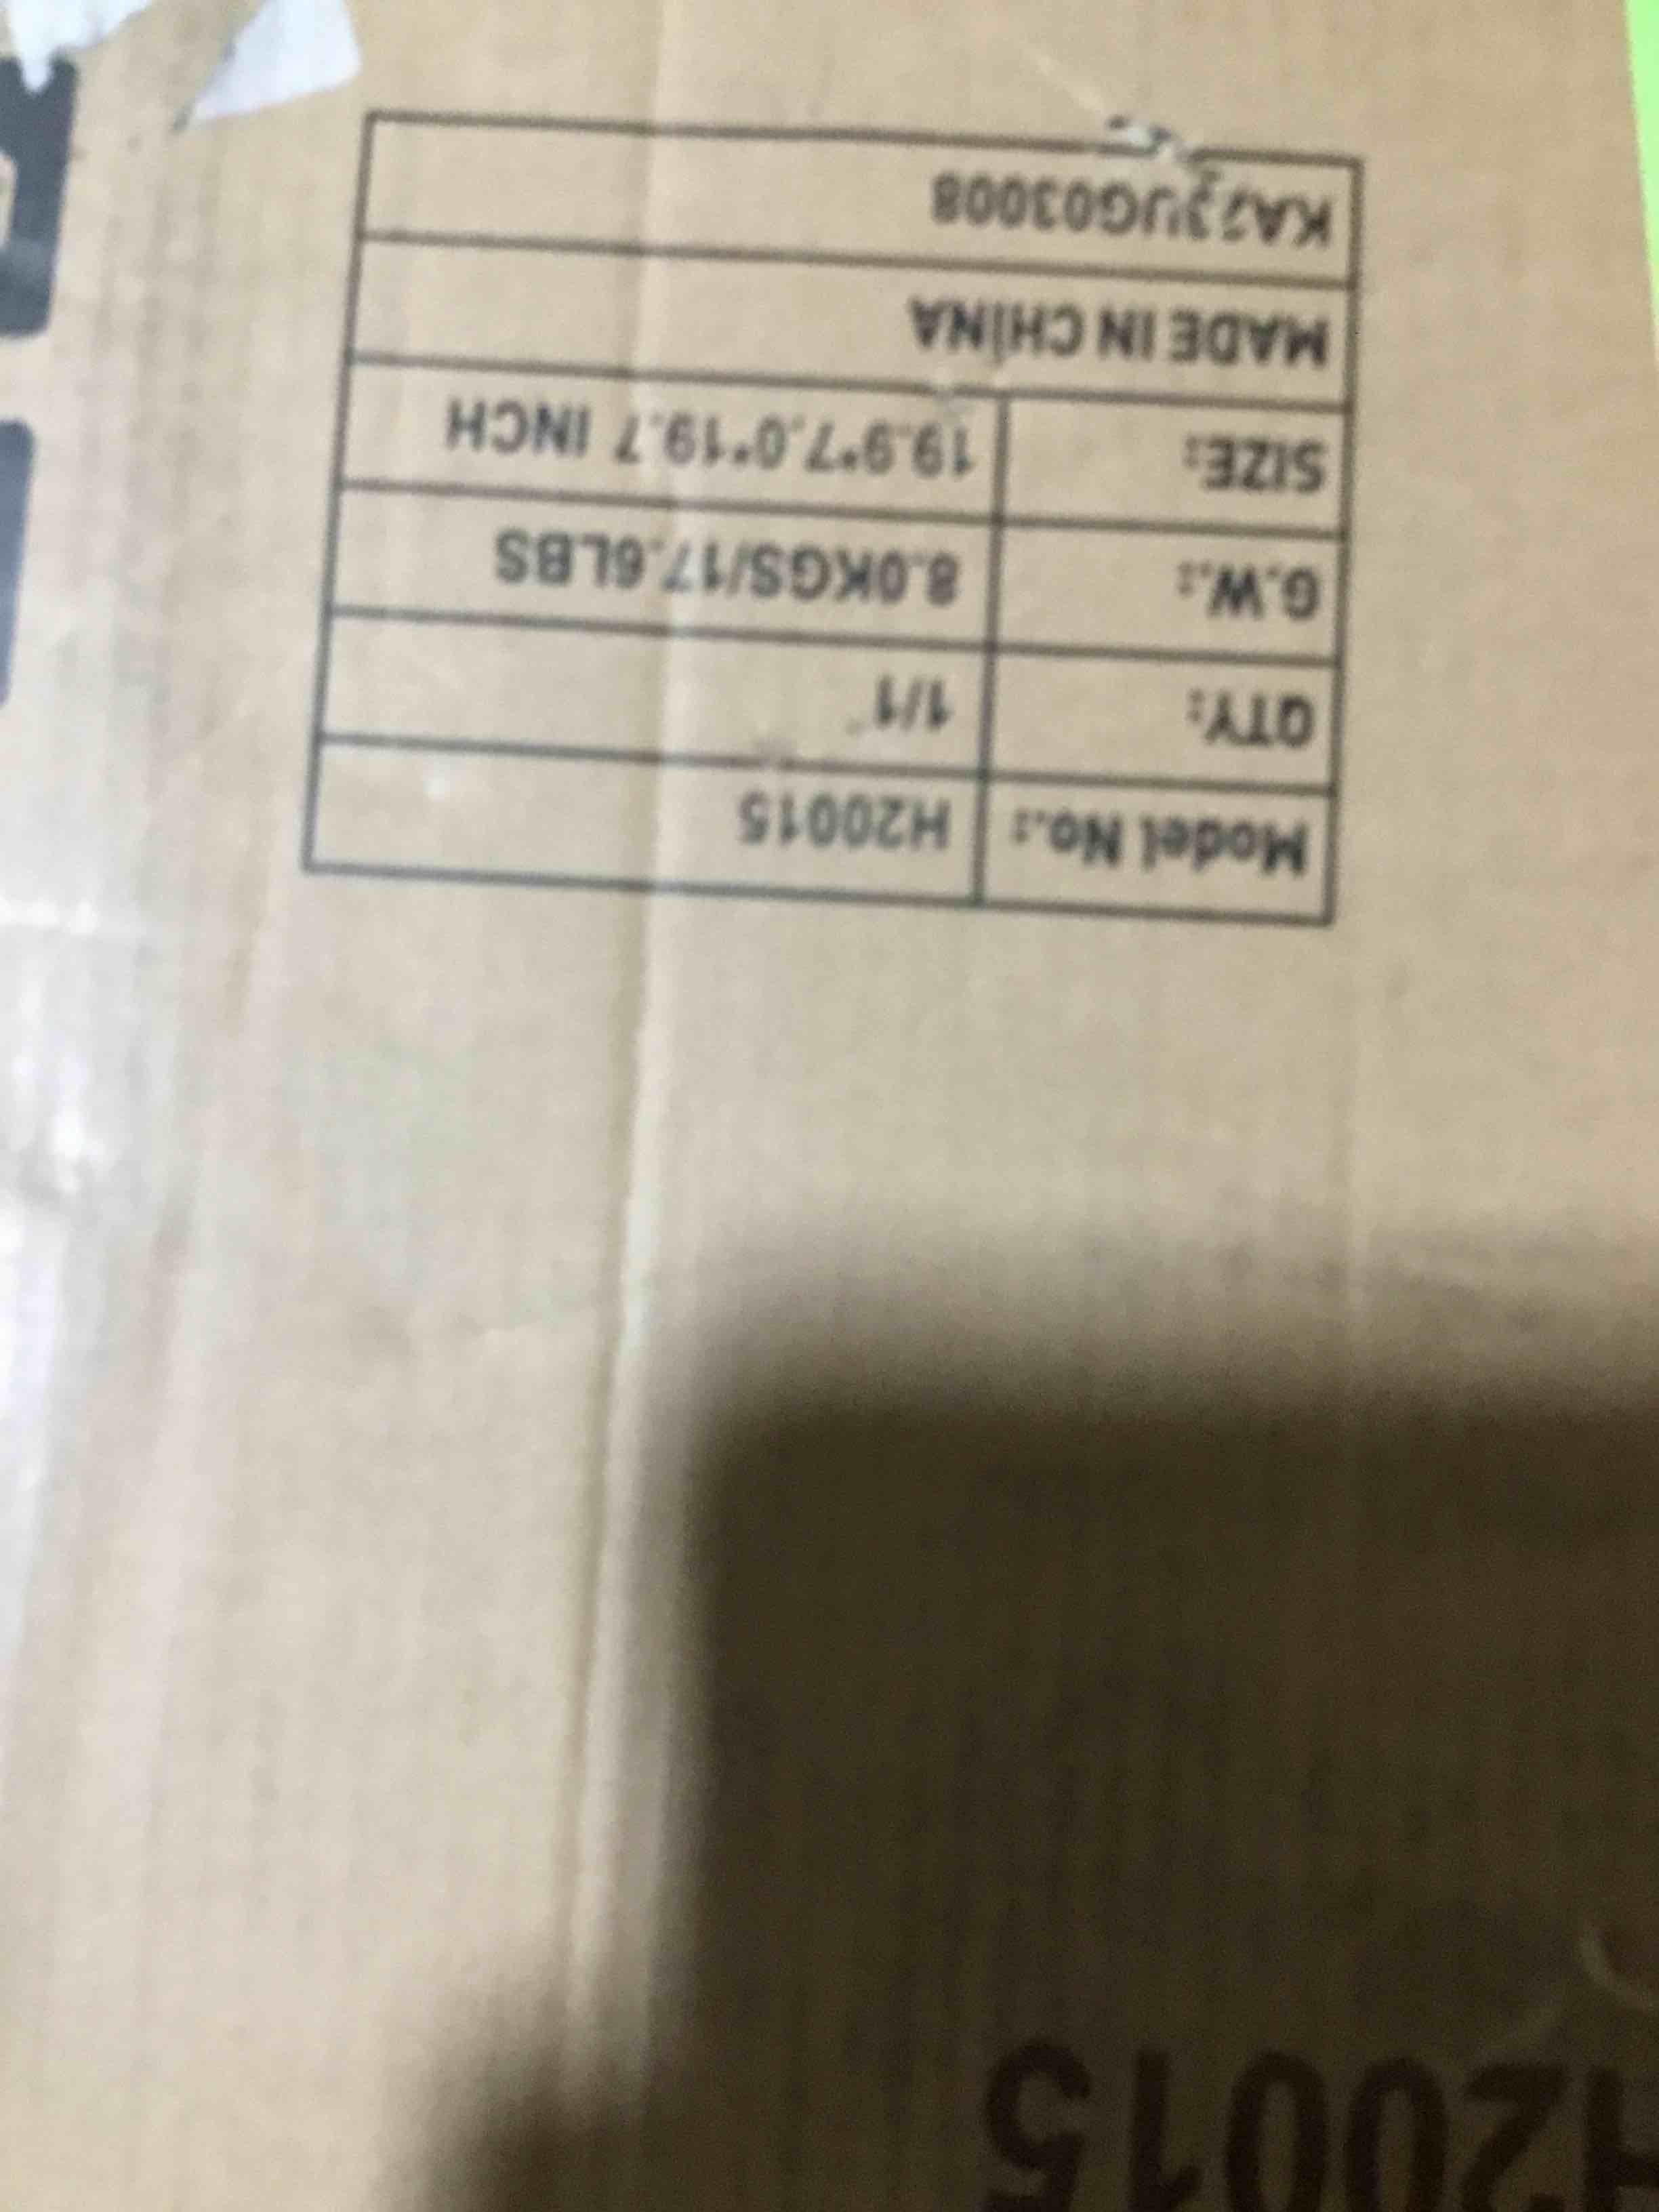 Model No.: H20015
QTY: 1/1
G.W.: 8.0KGS/17.6LBS
SIZE: 19.9*7.0*19.7 INCH
MADE IN CHINA
H20015